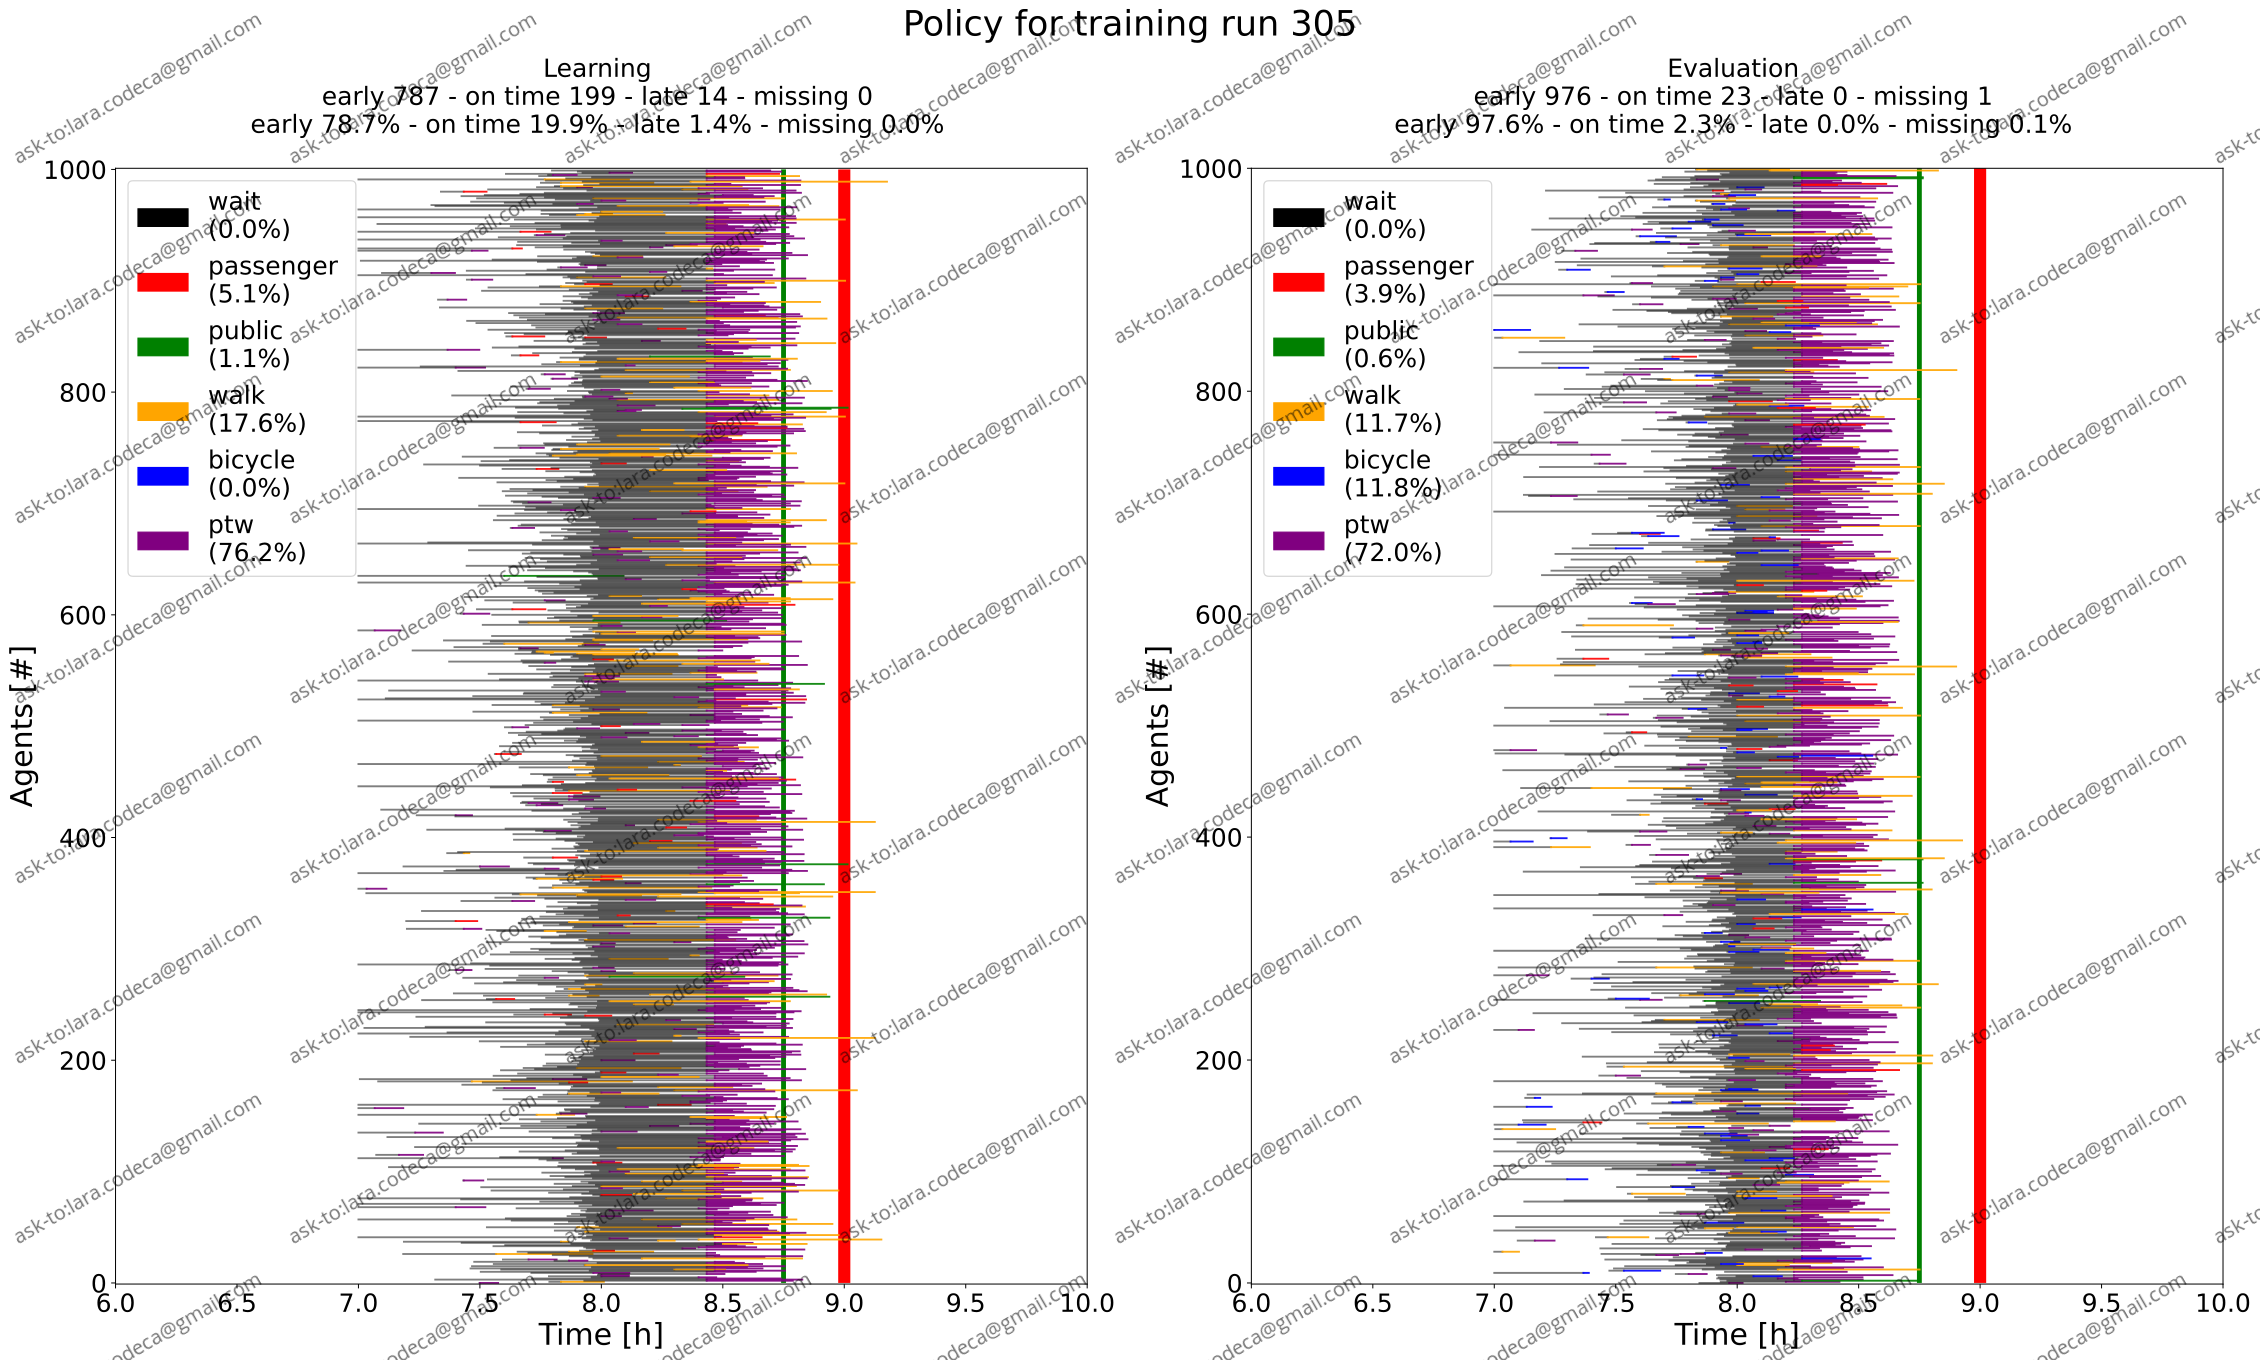 Policy for training run 305
Learning
early 787 - on time 199 - late 14 - missing 0
early 78.7% - on time 19.9% - late 1.4% - missing 0.0%
Evaluation
early 976 - on time 23 - late 0 - missing 1
early 97.6% - on time 2.3% - late 0.0% - missing 0.1%
1000
800
600
400
200
0
Agents [#]
wait
(0.0%)
passenger
(5.1%)
public
(1.1%)
walk
(17.6%)
bicycle
(0.0%)
ptw
(76.2%)
6.0 6.5 7.0 7.5 8.0 8.5 9.0 9.5 10.0
Time [h]
1000
800
600
400
200
0
Agents [#]
wait
(0.0%)
passenger
(3.9%)
public
(0.6%)
walk
(11.7%)
bicycle
(11.8%)
ptw
(72.0%)
6.0 6.5 7.0 7.5 8.0 8.5 9.0 9.5 10.0
Time [h]
ask-to:lara.codeca@gmail.com